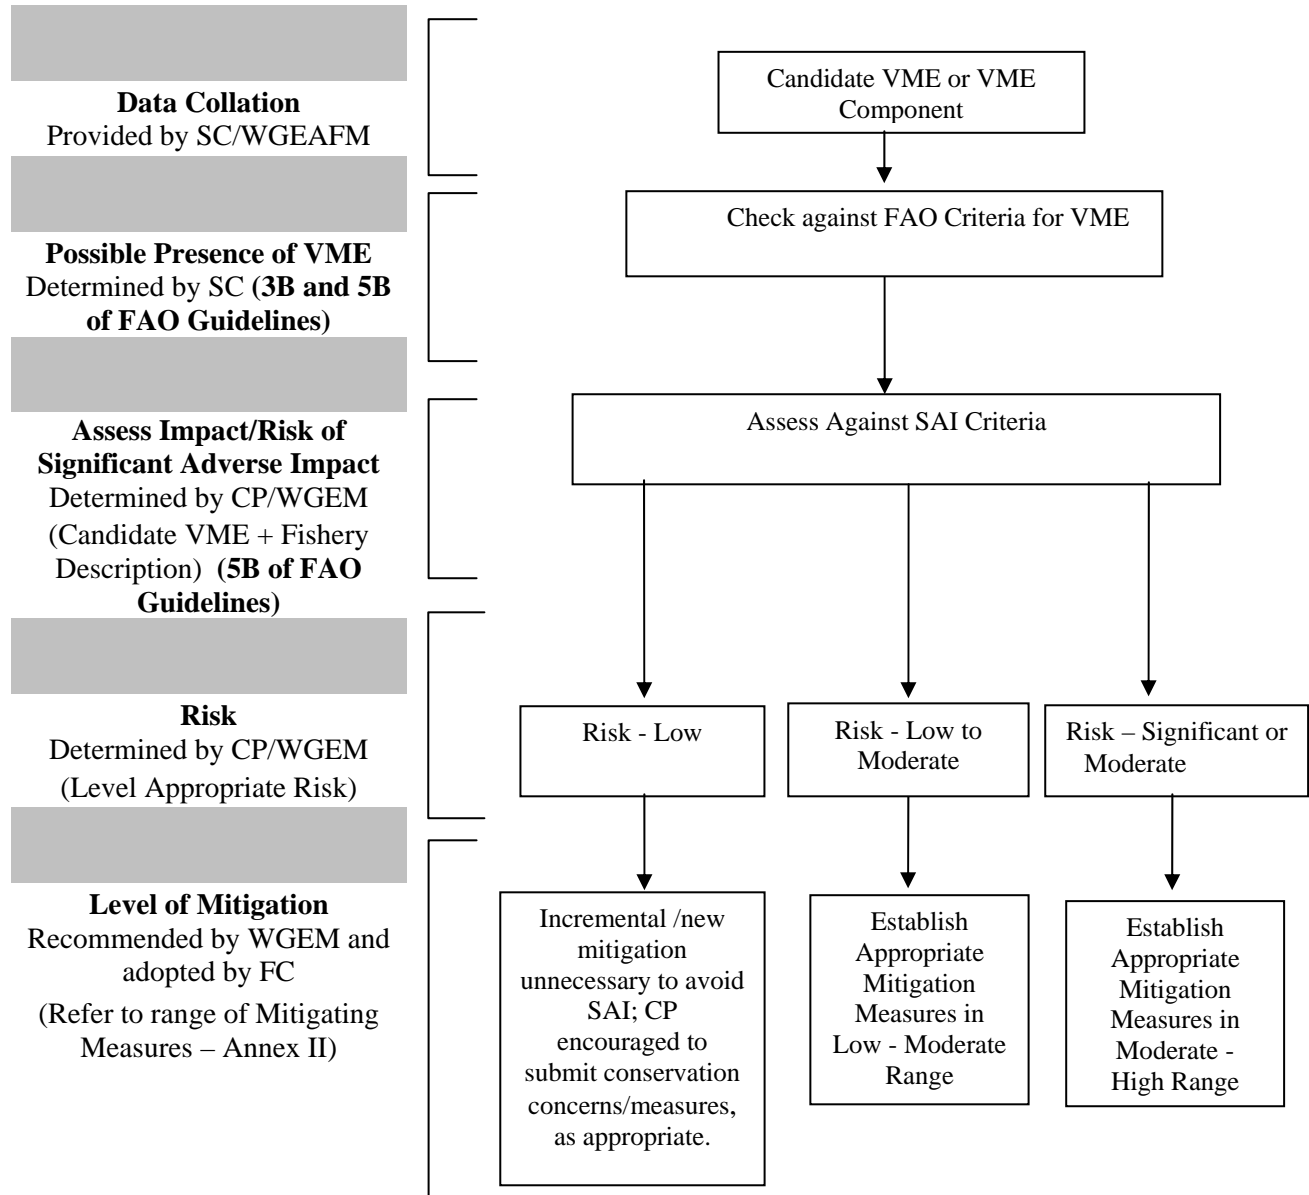 Data Collation
Provided by SC/WGEAFM
Possible Presence of VME
Determined by SC (3B and 5B
of FAO Guidelines)
Assess Impact/Risk of
Significant Adverse Impact
Determined by CP/WGEM
(Candidate VME + Fishery
Description) (5B of FAO
Guidelines)
Risk
Determined by CP/WGEM
(Level Appropriate Risk)
Level of Mitigation
Recommended by WGEM and
adopted by FC
(Refer to range of Mitigating
Measures – Annex II)
Candidate VME or VME
Component
Check against FAO Criteria for VME
Assess Against SAI Criteria
Risk - Low
Risk - Low to
Moderate
Risk – Significant or
Moderate
Incremental /new
mitigation
unnecessary to avoid
SAI; CP
encouraged to
submit conservation
concerns/measures,
as appropriate.
Establish
Appropriate
Mitigation
Measures in
Low - Moderate
Range
Establish
Appropriate
Mitigation
Measures in
Moderate -
High Range